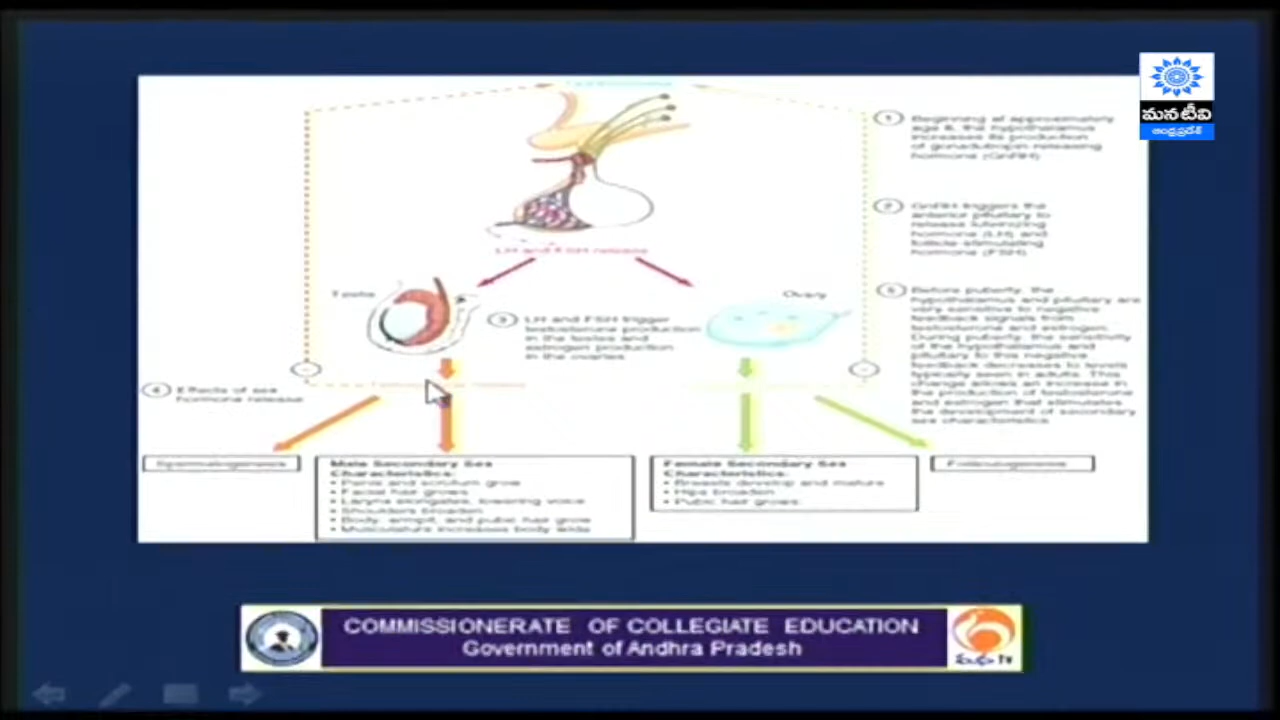 మనటీవి
ఆంధ్రప్రదేశ్
1 Beginning at approximately
age 8, the hypothalamus
increases its production
of gonadotropin releasing
hormone (GnRH)
2 GnRH triggers the
anterior pituitary to
release luteinizing
hormone (LH) and
follicle-stimulating
hormone (FSH)
LH and FSH release
Testis
Ovary
3 LH and FSH trigger
testosterone production
in the testes and
estrogen production
in the ovaries
5 Before puberty, the
hypothalamus and pituitary are
very sensitive to negative
feedback signals from
testosterone and estrogen.
During puberty, the sensitivity
of the hypothalamus and
pituitary to this negative
feedback decreases to levels
typically seen in adults. This
change allows an increase in
the production of testosterone
and estrogen that stimulates
the development of secondary
sex characteristics
4 Effects of sex
hormone release
Spermatogenesis
Male Secondary Sex
Characteristics:
• Penis and scrotum grow
• Facial hair grows
• Larynx elongates, lowering voice
• Shoulders broaden
• Body, armpit, and pubic hair grow
• Musculature increases body wide
Female Secondary Sex
Characteristics:
• Breasts develop and mature
• Hips broaden
• Pubic hair grows
Folliculogenesis
COMMISSIONERATE OF COLLEGIATE EDUCATION
Government of Andhra Pradesh
TV